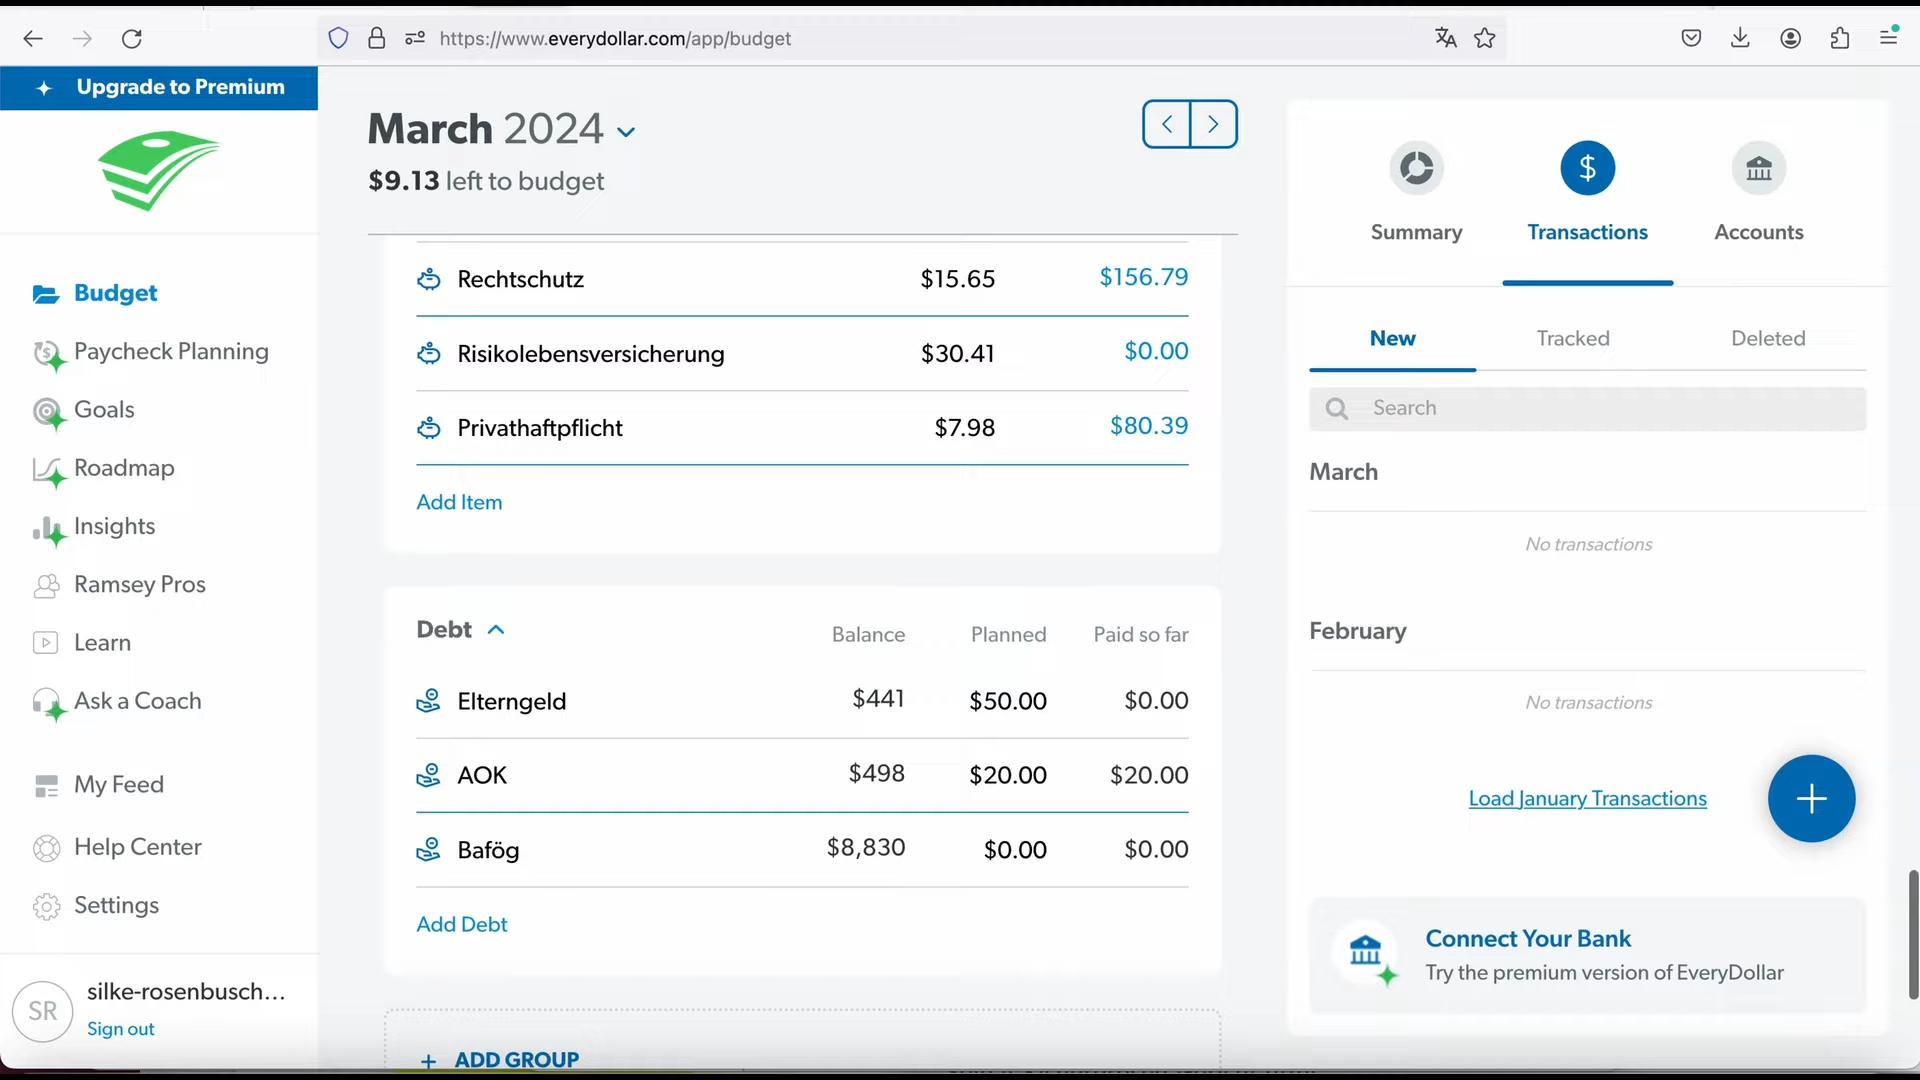 https://www.everydollar.com/app/budget
Upgrade to Premium
Budget
Paycheck Planning
Goals
Roadmap
Insights
Ramsey Pros
Learn
Ask a Coach
My Feed
Help Center
Settings
SR
silke-rosenbusch...
Sign out
March 2024
$9.13 left to budget
Rechtschutz $15.65 $156.79
Risikolebensversicherung $30.41 $0.00
Privathaftpflicht $7.98 $80.39
Add Item
Debt Balance Planned Paid so far
Elterngeld $441 $50.00 $0.00
AOK $498 $20.00 $20.00
Bafög $8,830 $0.00 $0.00
Add Debt
+ ADD GROUP
Summary Transactions Accounts
New Tracked Deleted
Search
March
No transactions
February
No transactions
Load January Transactions
Connect Your Bank
Try the premium version of EveryDollar